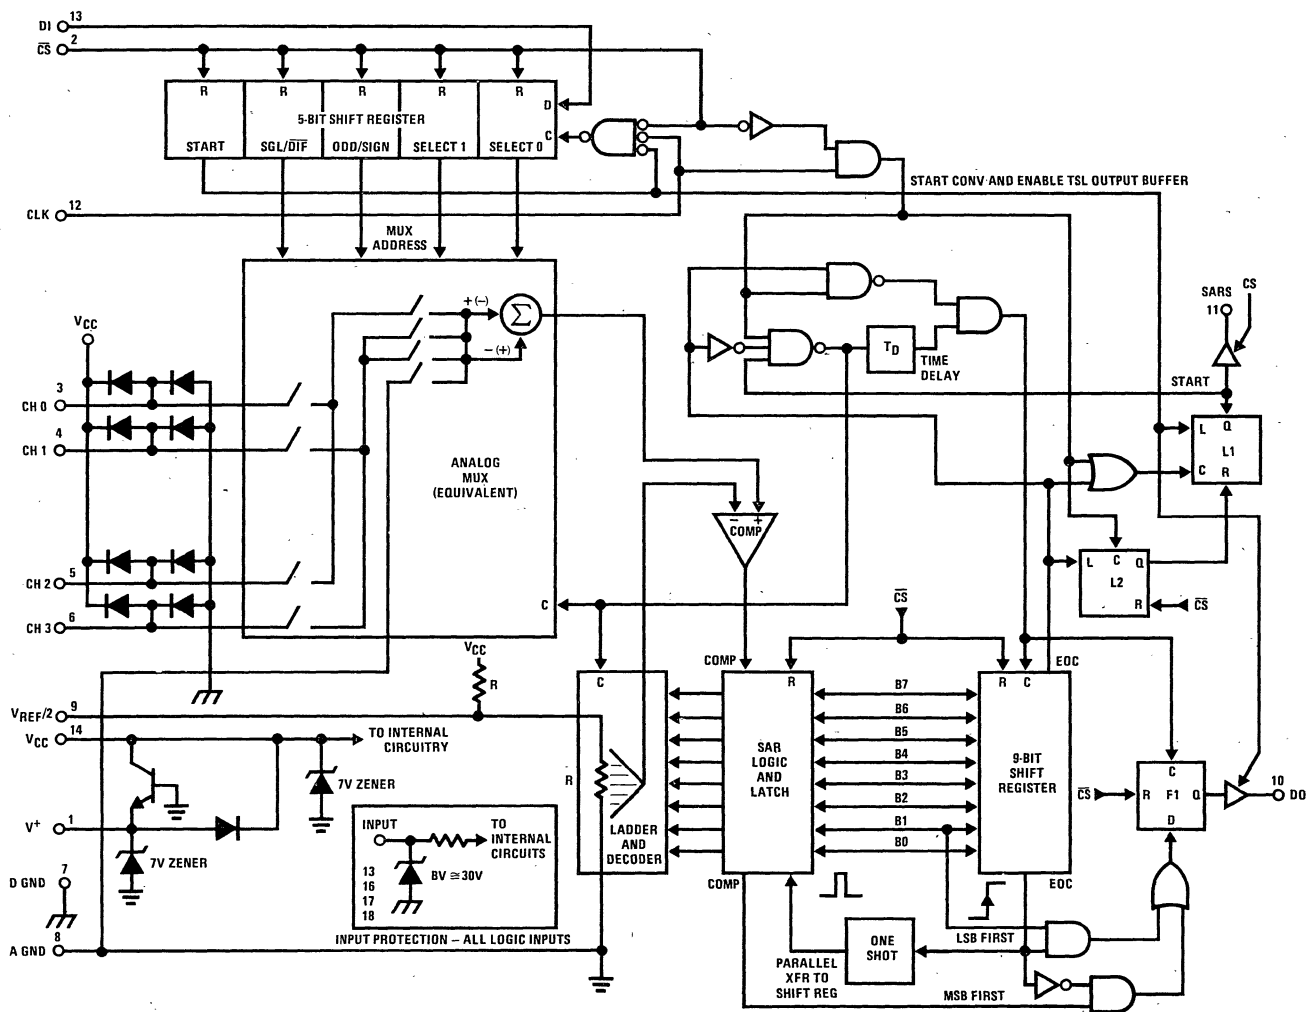 DI 13
CS 2
R R R R R
5-BIT SHIFT REGISTER
D
C
START SGL/DIF ODD/SIGN SELECT 1 SELECT 0
START CONV AND ENABLE TSL OUTPUT BUFFER
CLK 12
MUX
ADDRESS
VCC
+(−)
Σ
−(+)
TD
TIME
DELAY
SARS
11
CS
START
3
CH 0
4
CH 1
ANALOG
MUX
(EQUIVALENT)
L Q
L1
C R
− +
COMP
5
CH 2
6
CH 3
C
L C Q
L2
R CS
CS
VCC
R
COMP
R
R C
EOC
C
9
VREF/2
14
VCC
TO INTERNAL
CIRCUITRY
7V ZENER
R
LADDER
AND
DECODER
SAR
LOGIC
AND
LATCH
B7
B6
B5
B4
B3
B2
B1
B0
9-BIT
SHIFT
REGISTER
C
CS R F1 Q
D
10
DO
1
V+
7V ZENER
7
D GND
8
A GND
INPUT
TO
INTERNAL
CIRCUITS
13
16
17
18
BV ≅ 30V
INPUT PROTECTION – ALL LOGIC INPUTS
COMP
EOC
ONE
SHOT
PARALLEL
XFR TO
SHIFT REG
LSB FIRST
MSB FIRST